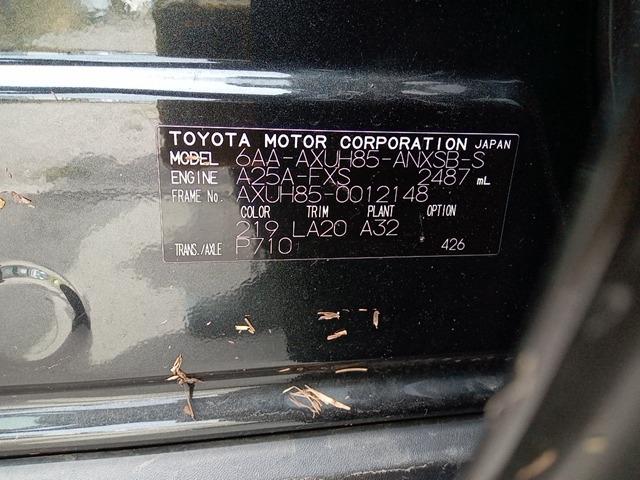 TOYOTA MOTOR CORPORATION JAPAN
MODEL 6AA-AXUH85-ANXSB-S
ENGINE A25A-FXS 2487 mL
FRAME No. AXUH85-0012148
COLOR TRIM PLANT OPTION
219 LA20 A32
TRANS./AXLE P710 426